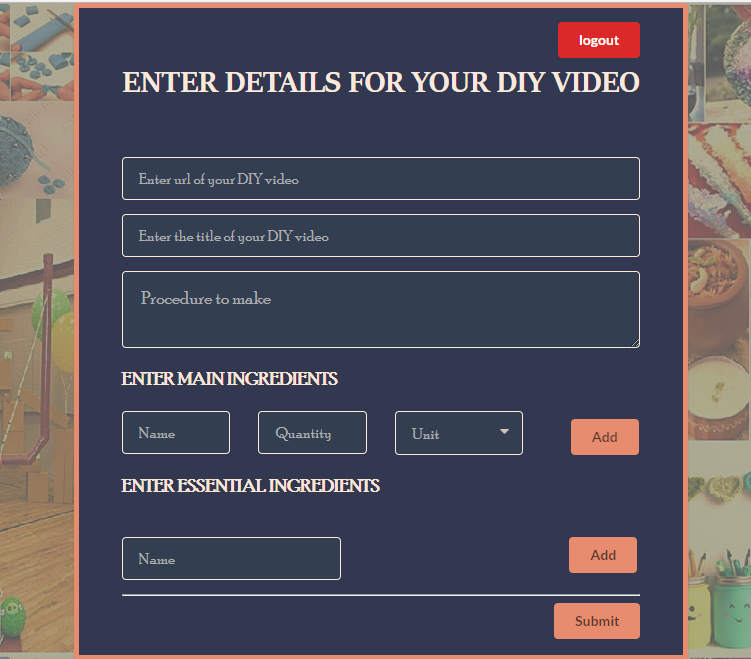 logout
ENTER DETAILS FOR YOUR DIY VIDEO
Enter url of your DIY video
Enter the title of your DIY video
Procedure to make
ENTER MAIN INGREDIENTS
Name Quantity Unit Add
ENTER ESSENTIAL INGREDIENTS
Name Add
Submit